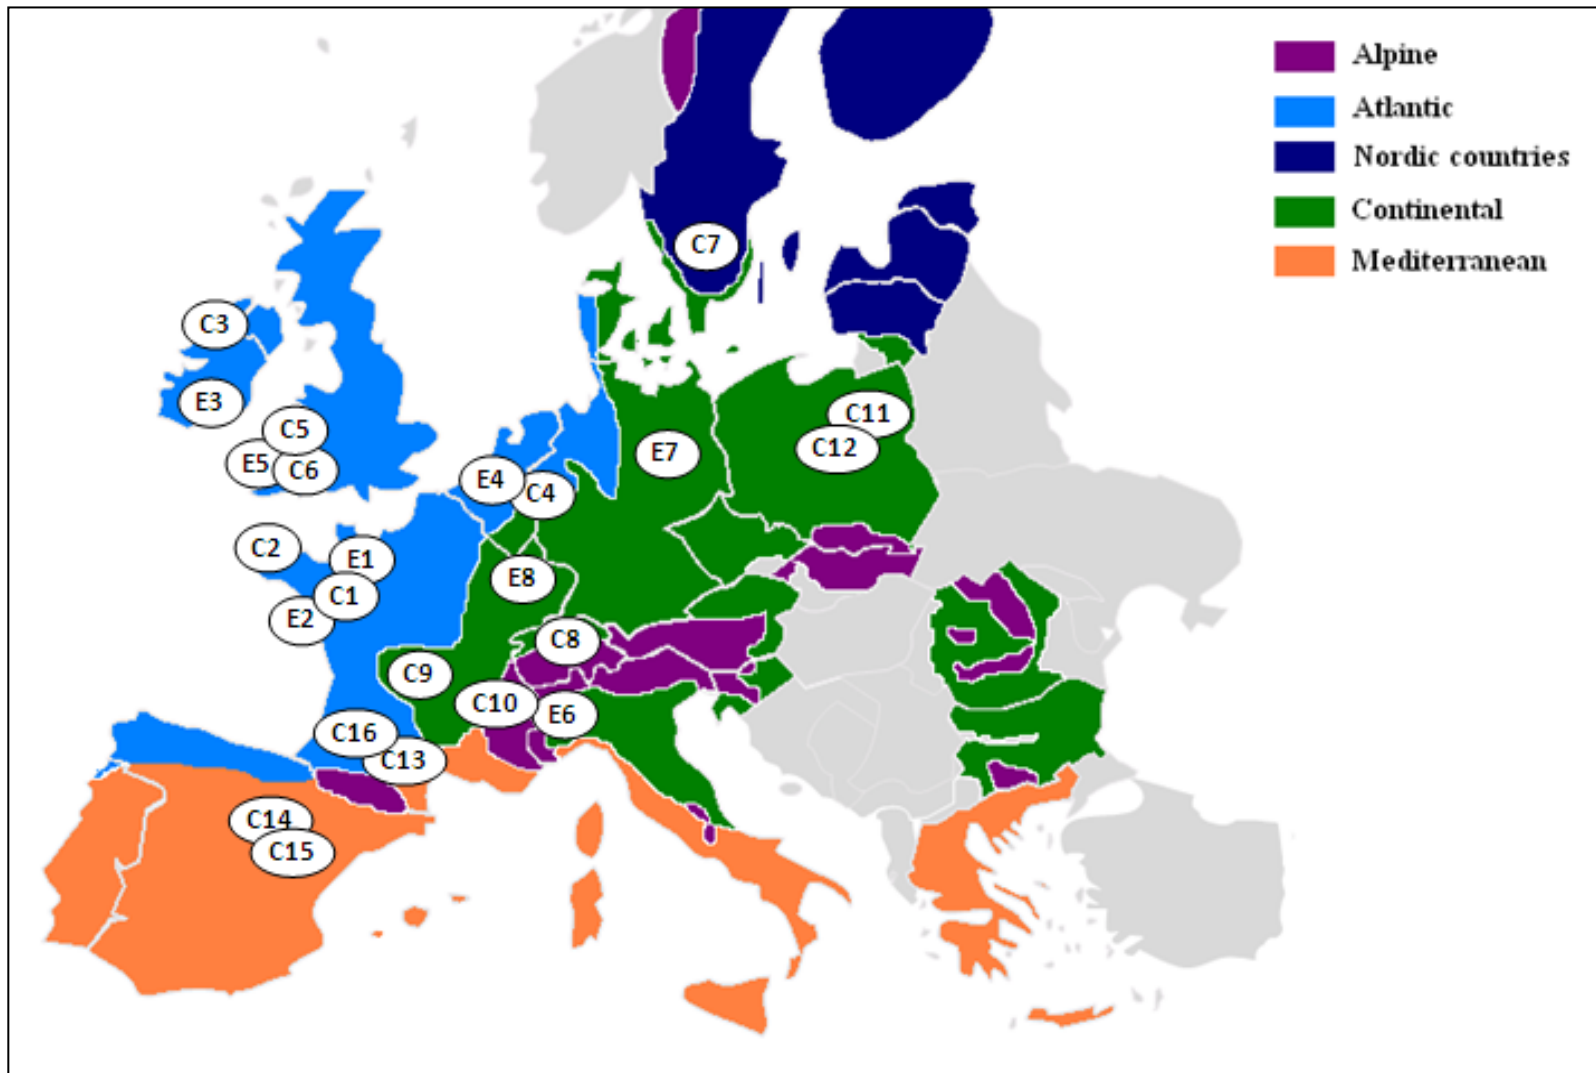 Alpine
Atlantic
Nordic countries
Continental
Mediterranean
C7
C3
E3
C5
E5
C6
E4
C4
E7
C11
C12
C2
E1
C1
E2
E8
C8
C9
C10
E6
C16
C13
C14
C15